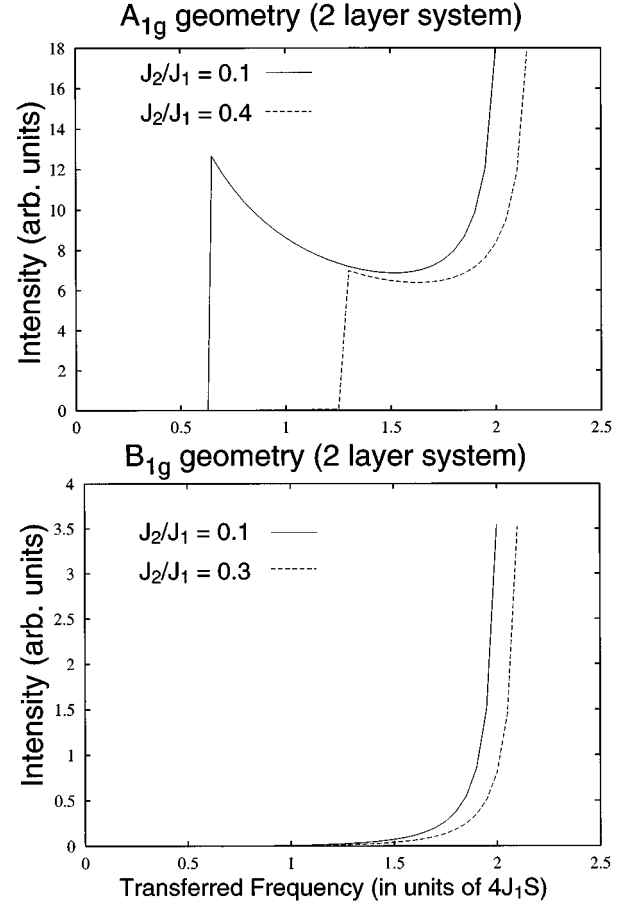 A1g geometry (2 layer system)
Intensity (arb. units)
18
16
14
12
10
8
6
4
2
0
J2/J1 = 0.1
J2/J1 = 0.4
0 0.5 1 1.5 2 2.5
B1g geometry (2 layer system)
Intensity (arb. units)
4
3.5
3
2.5
2
1.5
1
0.5
0
J2/J1 = 0.1
J2/J1 = 0.3
0 0.5 1 1.5 2 2.5
Transferred Frequency (in units of 4J1S)